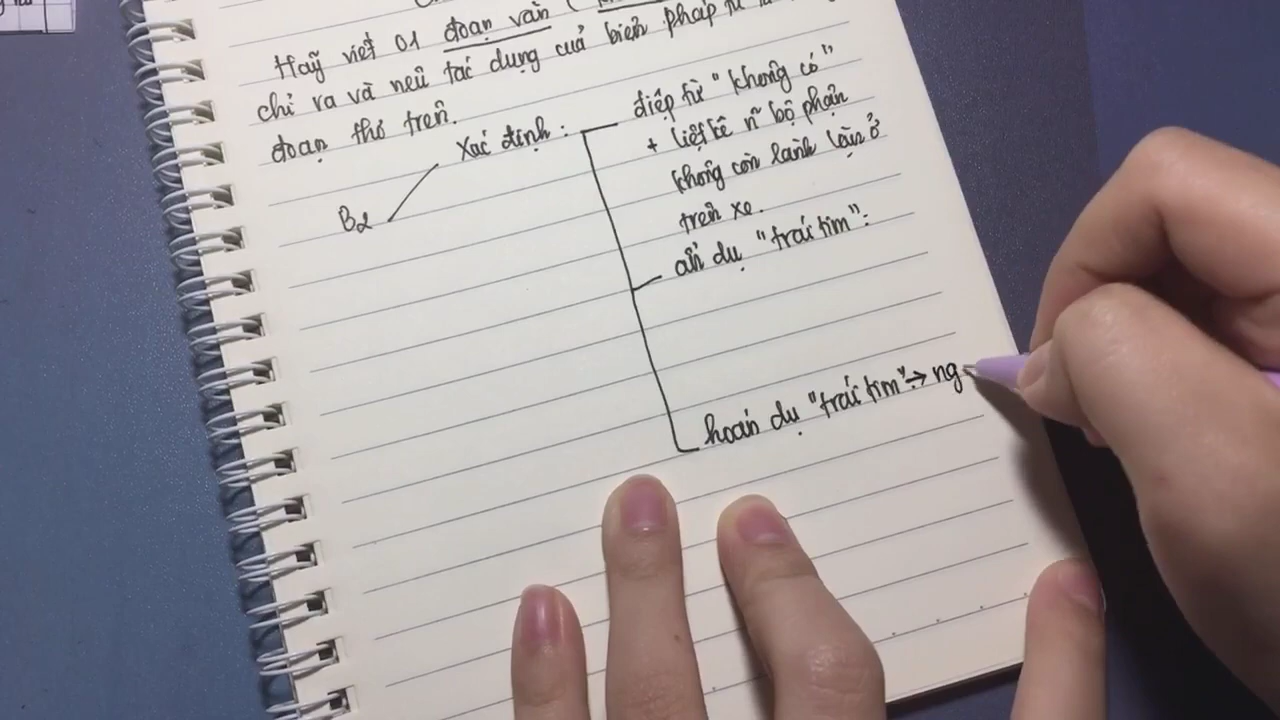 Hãy viết 01 đoạn văn (
chỉ ra và nêu tác dụng của biện pháp tu từ
đoạn thơ trên.
B2
Xác định :
điệp từ "không có"
+ liệt kê n~ bộ phận
không còn lành lặn ở
trên xe.
ẩn dụ "trái tim":
hoán dụ "trái tim" → ng